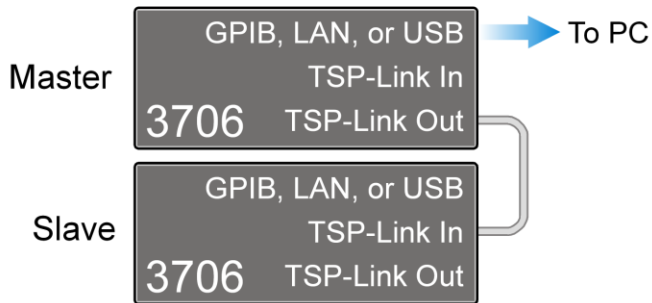 GPIB, LAN, or USB To PC
Master TSP-Link In
3706 TSP-Link Out
GPIB, LAN, or USB
Slave TSP-Link In
3706 TSP-Link Out